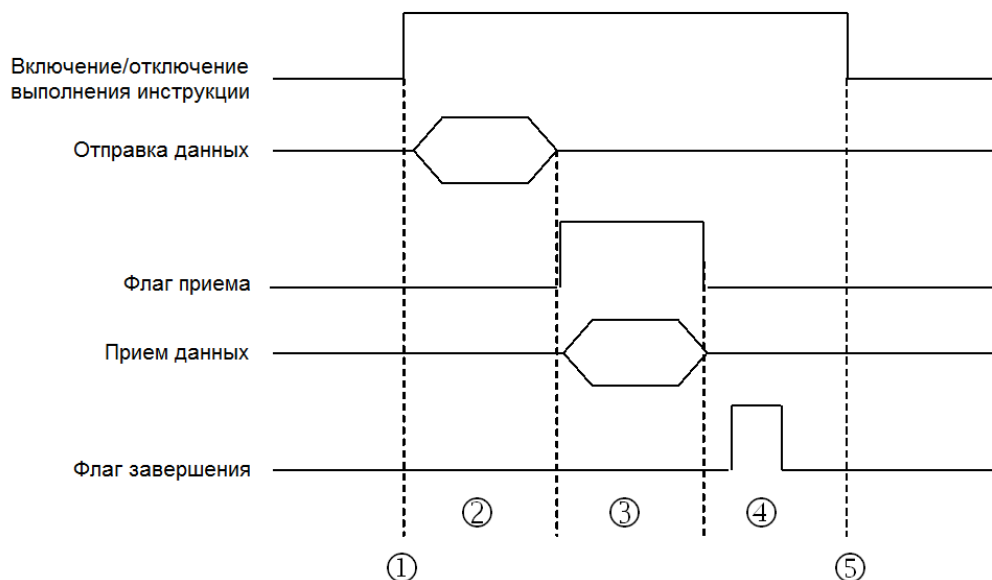 Включение/отключение
выполнения инструкции
Отправка данных
Флаг приема
Прием данных
Флаг завершения
② ③ ④
① ⑤